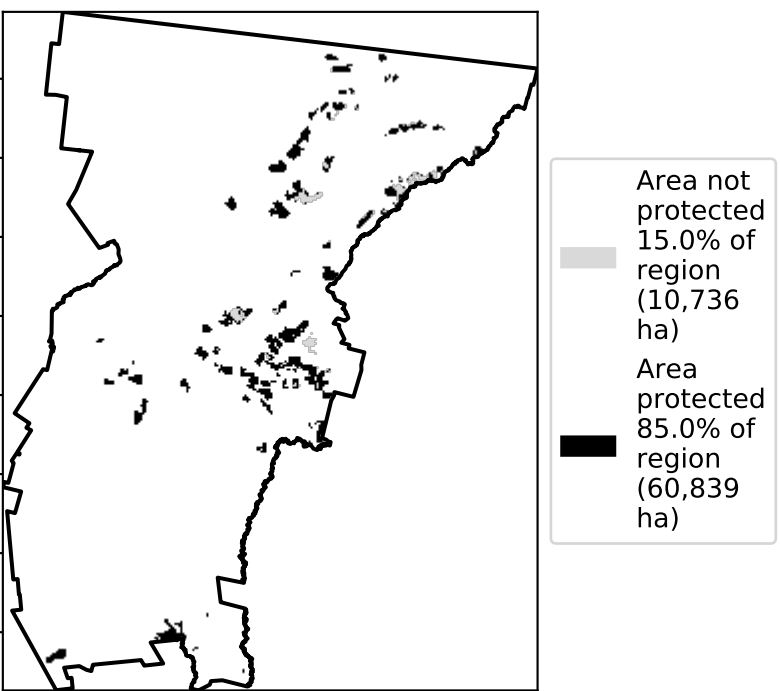 Area not
protected
15.0% of
region
(10,736
ha)
Area
protected
85.0% of
region
(60,839
ha)